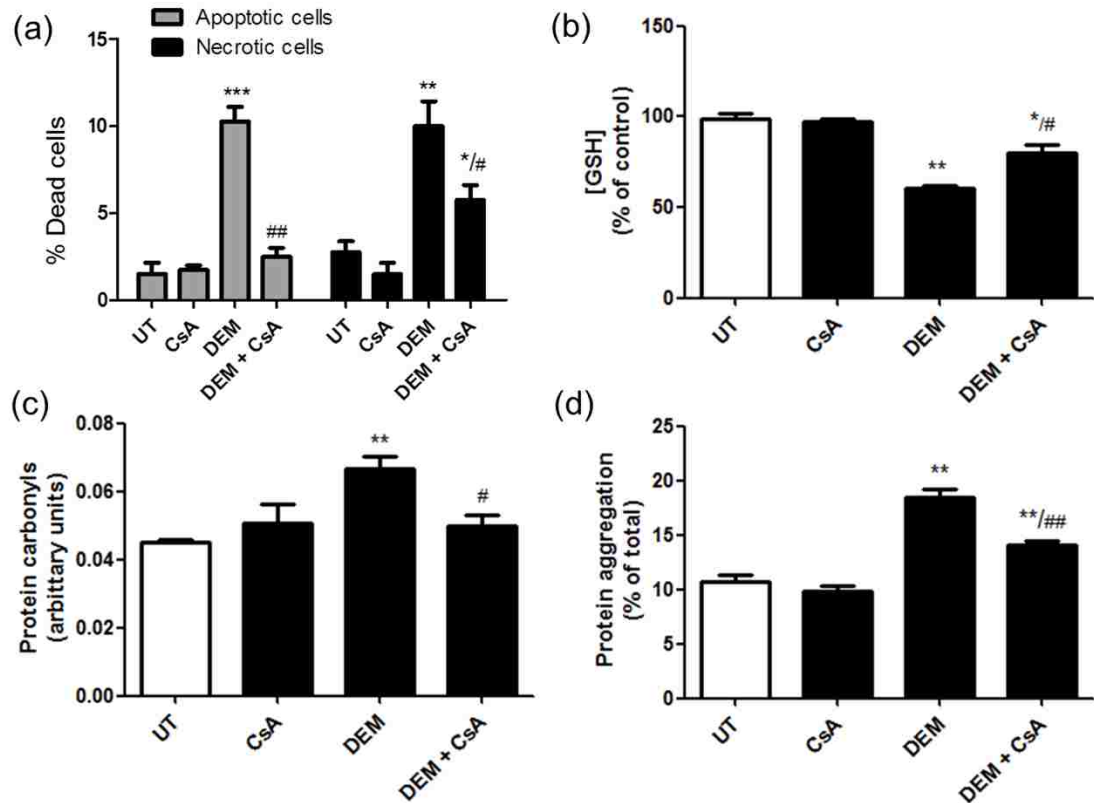 (a)
Apoptotic cells
Necrotic cells
% Dead cells
15
10
5
0
***
##
**
*/#
UT
CsA
DEM
DEM + CsA
UT
CsA
DEM
DEM + CsA
(b)
[GSH]
(% of control)
150
100
50
0
**
*/#
UT
CsA
DEM
DEM + CsA
(c)
Protein carbonyls
(arbittary units)
0.08
0.06
0.04
0.02
0.00
**
#
UT
CsA
DEM
DEM + CsA
(d)
Protein aggregation
(% of total)
25
20
15
10
5
0
**
**/##
UT
CsA
DEM
DEM + CsA